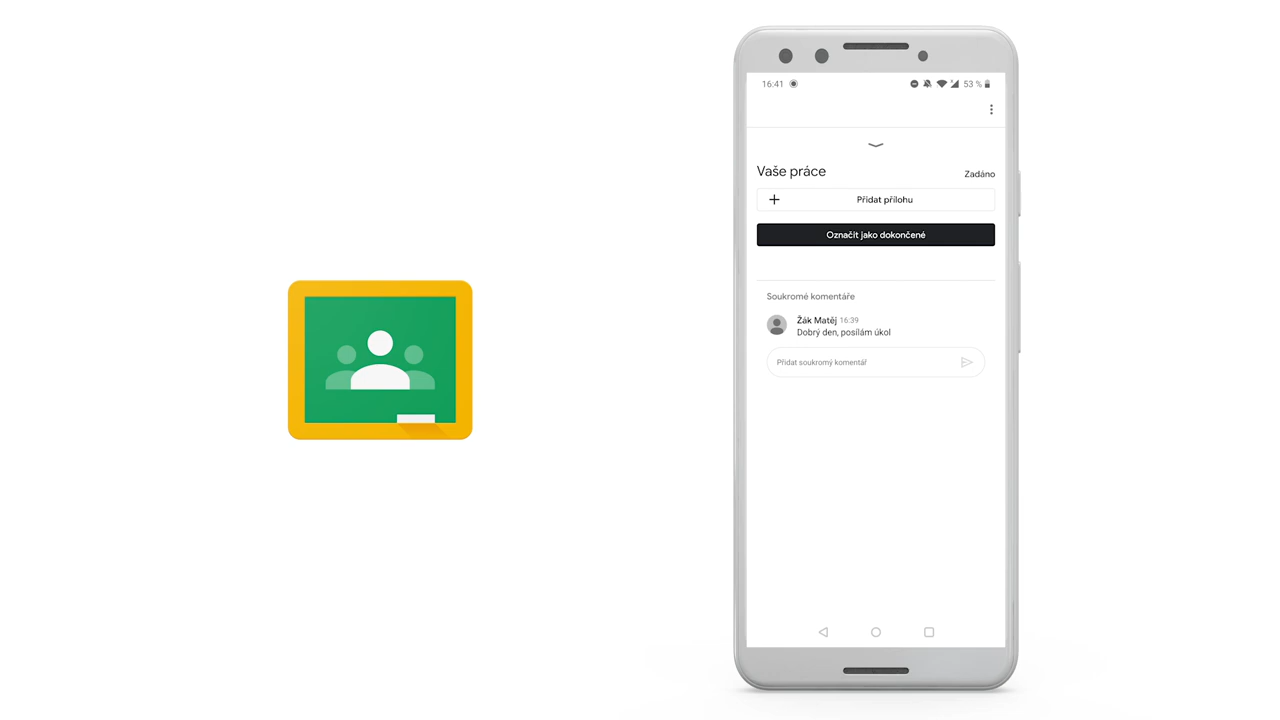 16:41
53 %
Vaše práce
Zadáno
Přidat přílohu
Označit jako dokončené
Soukromé komentáře
Žák Matěj 16:39
Dobrý den, posílám úkol
Přidat soukromý komentář